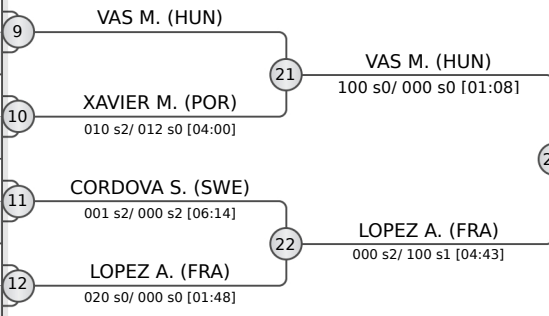 VAS M. (HUN)
9
21
VAS M. (HUN)
100 s0/ 000 s0 [01:08]
XAVIER M. (POR)
10
010 s2/ 012 s0 [04:00]
CORDOVA S. (SWE)
11
001 s2/ 000 s2 [06:14]
22
LOPEZ A. (FRA)
000 s2/ 100 s1 [04:43]
LOPEZ A. (FRA)
12
020 s0/ 000 s0 [01:48]